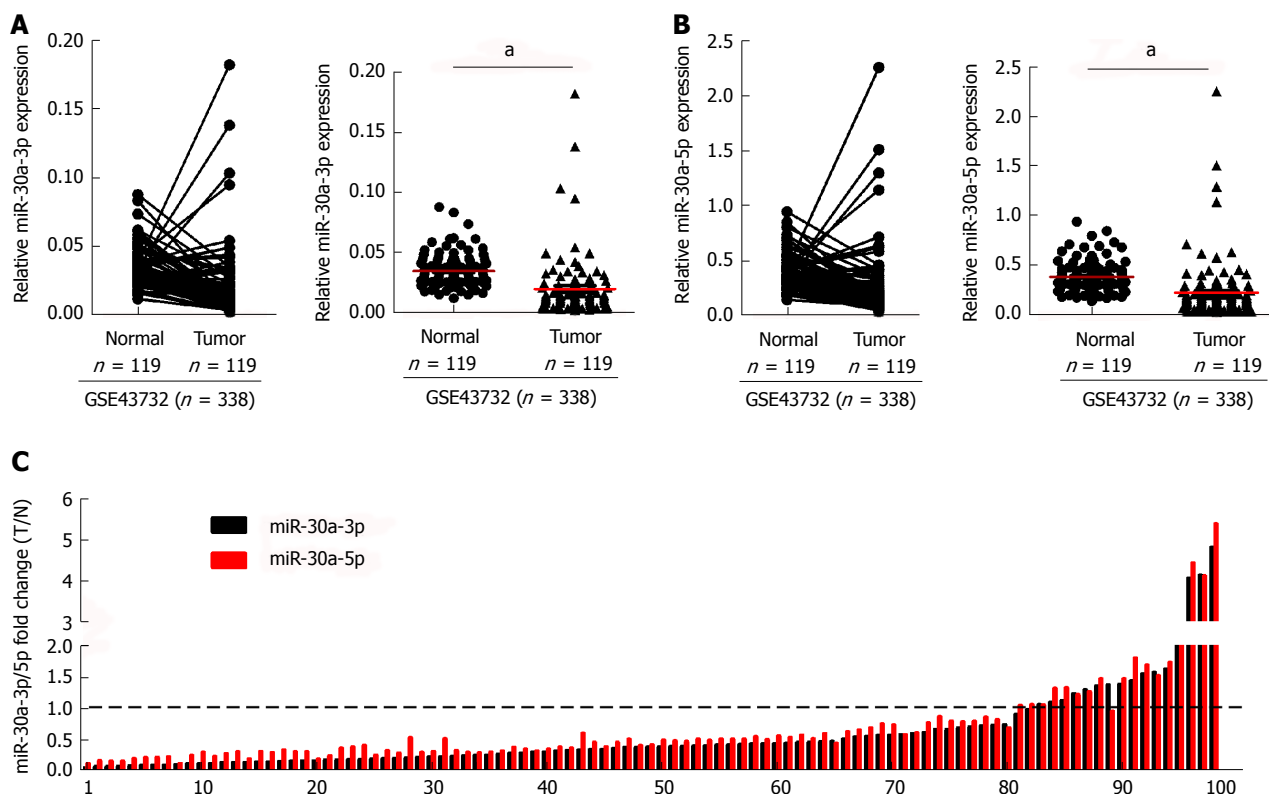 A
Relative miR-30a-3p expression
0.20
0.15
0.10
0.05
0.00
Normal Tumor
n = 119 n = 119
GSE43732 (n = 338)
a
Relative miR-30a-3p expression
0.20
0.15
0.10
0.05
0.00
Normal Tumor
n = 119 n = 119
GSE43732 (n = 338)
B
Relative miR-30a-5p expression
2.5
2.0
1.5
1.0
0.5
0.0
Normal Tumor
n = 119 n = 119
GSE43732 (n = 338)
a
Relative miR-30a-5p expression
2.5
2.0
1.5
1.0
0.5
0.0
Normal Tumor
n = 119 n = 119
GSE43732 (n = 338)
C
miR-30a-3p/5p fold change (T/N)
6
5
4
3
2.0
1.5
1.0
0.5
0.0
miR-30a-3p
miR-30a-5p
1 10 20 30 40 50 60 70 80 90 100